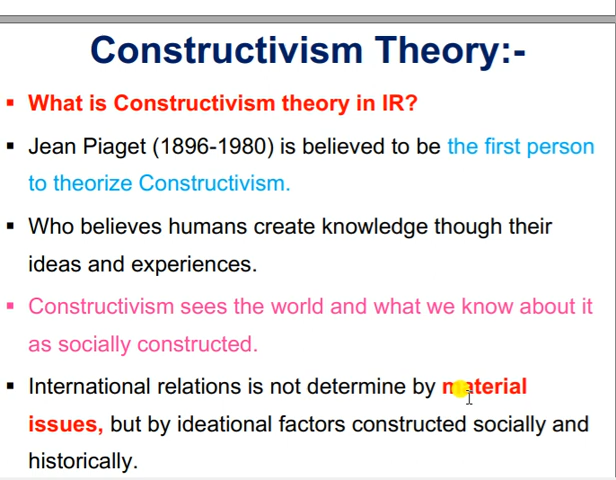 Constructivism Theory:-
▪ What is Constructivism theory in IR?
▪ Jean Piaget (1896-1980) is believed to be the first person
to theorize Constructivism.
▪ Who believes humans create knowledge though their
ideas and experiences.
▪ Constructivism sees the world and what we know about it
as socially constructed.
▪ International relations is not determine by material
issues, but by ideational factors constructed socially and
historically.